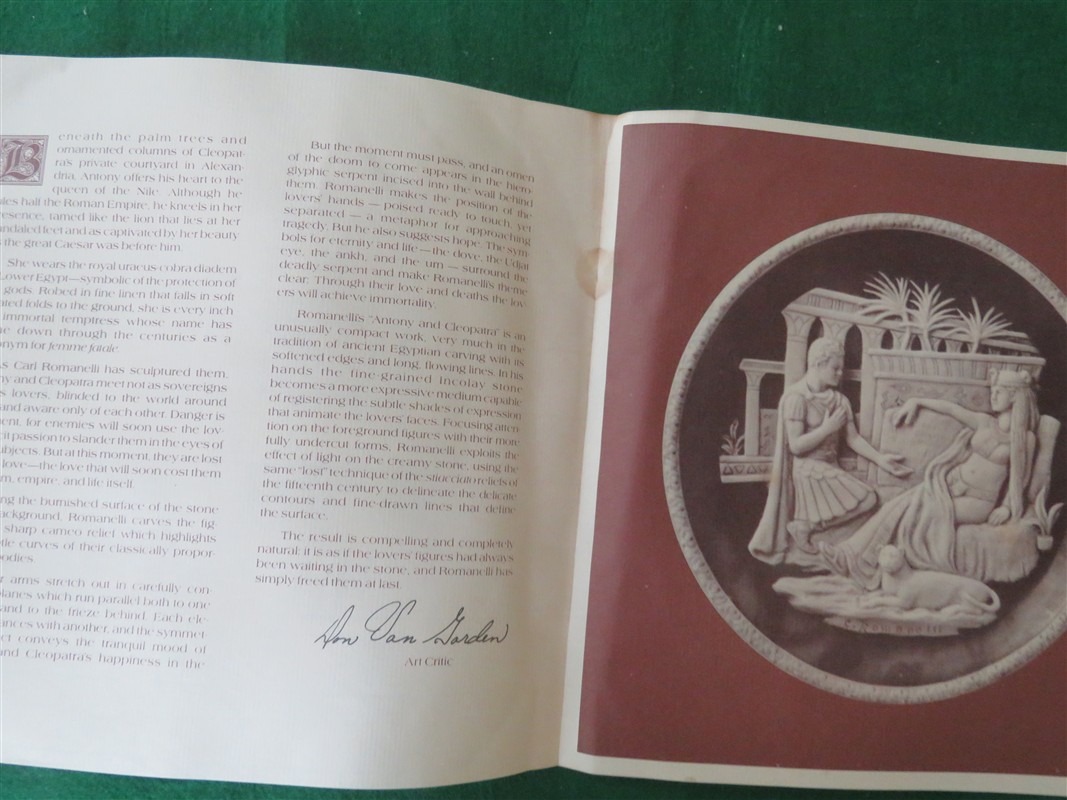 B
eneath the palm trees and
ornamented columns of Cleopat-
ra's private courtyard in Alexan-
dria, Antony offers his heart to the
queen of the Nile. Although he
ules half the Roman Empire, he kneels in her
resence, tamed like the lion that lies at her
andaled feet and as captivated by her beauty
s the great Caesar was before him.
She wears the royal uraeus cobra diadem
Lower Egypt—symbolic of the protection of
gods. Robed in fine linen that falls in soft
ted folds to the ground, she is every inch
immortal temptress whose name has
e down through the centuries as a
onym for femme fatale.
s Carl Romanelli has sculptured them,
ny and Cleopatra meet not as sovereigns
s lovers, blinded to the world around
and aware only of each other. Danger is
ent, for enemies will soon use the lov-
it passion to slander them in the eyes of
ubjects. But at this moment, they are lost
love—the love that will soon cost them
m, empire, and life itself.
ng the burnished surface of the stone
ackground, Romanelli carves the fig-
sharp cameo relief which highlights
tle curves of their classically propor-
odies.
r arms stretch out in carefully con-
planes which run parallel both to one
and to the frieze behind. Each ele-
ances with another, and the symmet-
ct conveys the tranquil mood of
and Cleopatra's happiness in the
But the moment must pass, and an omen
of the doom to come appears in the hiero-
glyphic serpent incised into the wall behind
them. Romanelli makes the position of the
lovers' hands — poised ready to touch, yet
separated — a metaphor for approaching
tragedy. But he also suggests hope. The sym-
bols for eternity and life—the dove, the Udjat
eye, the ankh, and the urn — surround the
deadly serpent and make Romanelli's theme
clear: Through their love and deaths the lov-
ers will achieve immortality.
Romanelli's "Antony and Cleopatra" is an
unusually compact work, very much in the
tradition of ancient Egyptian carving with its
softened edges and long, flowing lines. In his
hands the fine-grained Incolay stone
becomes a more expressive medium capable
of registering the subtle shades of expression
that animate the lovers' faces. Focusing atten-
tion on the foreground figures with their more
fully undercut forms, Romanelli exploits the
effect of light on the creamy stone, using the
same "lost" technique of the stiacciato reliefs of
the fifteenth century to delineate the delicate
contours and fine-drawn lines that define
the surface.
The result is compelling and completely
natural; it is as if the lovers' figures had always
been waiting in the stone, and Romanelli has
simply freed them at last.
Don Van Gorden
Art Critic
C. Romanelli